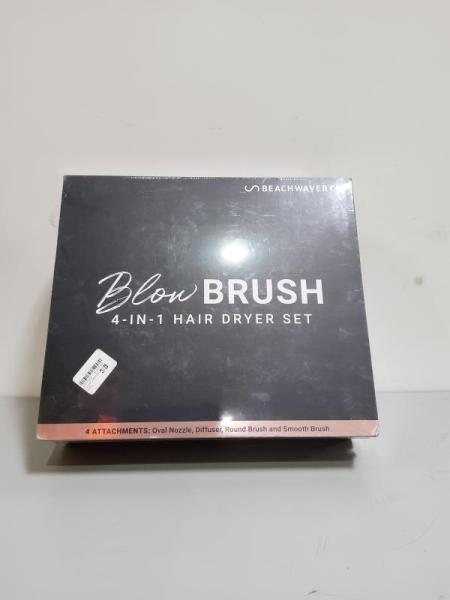 BEACHWAVER CO
Blow BRUSH
4-IN-1 HAIR DRYER SET
4 ATTACHMENTS: Oval Nozzle, Diffuser, Round Brush and Smooth Brush